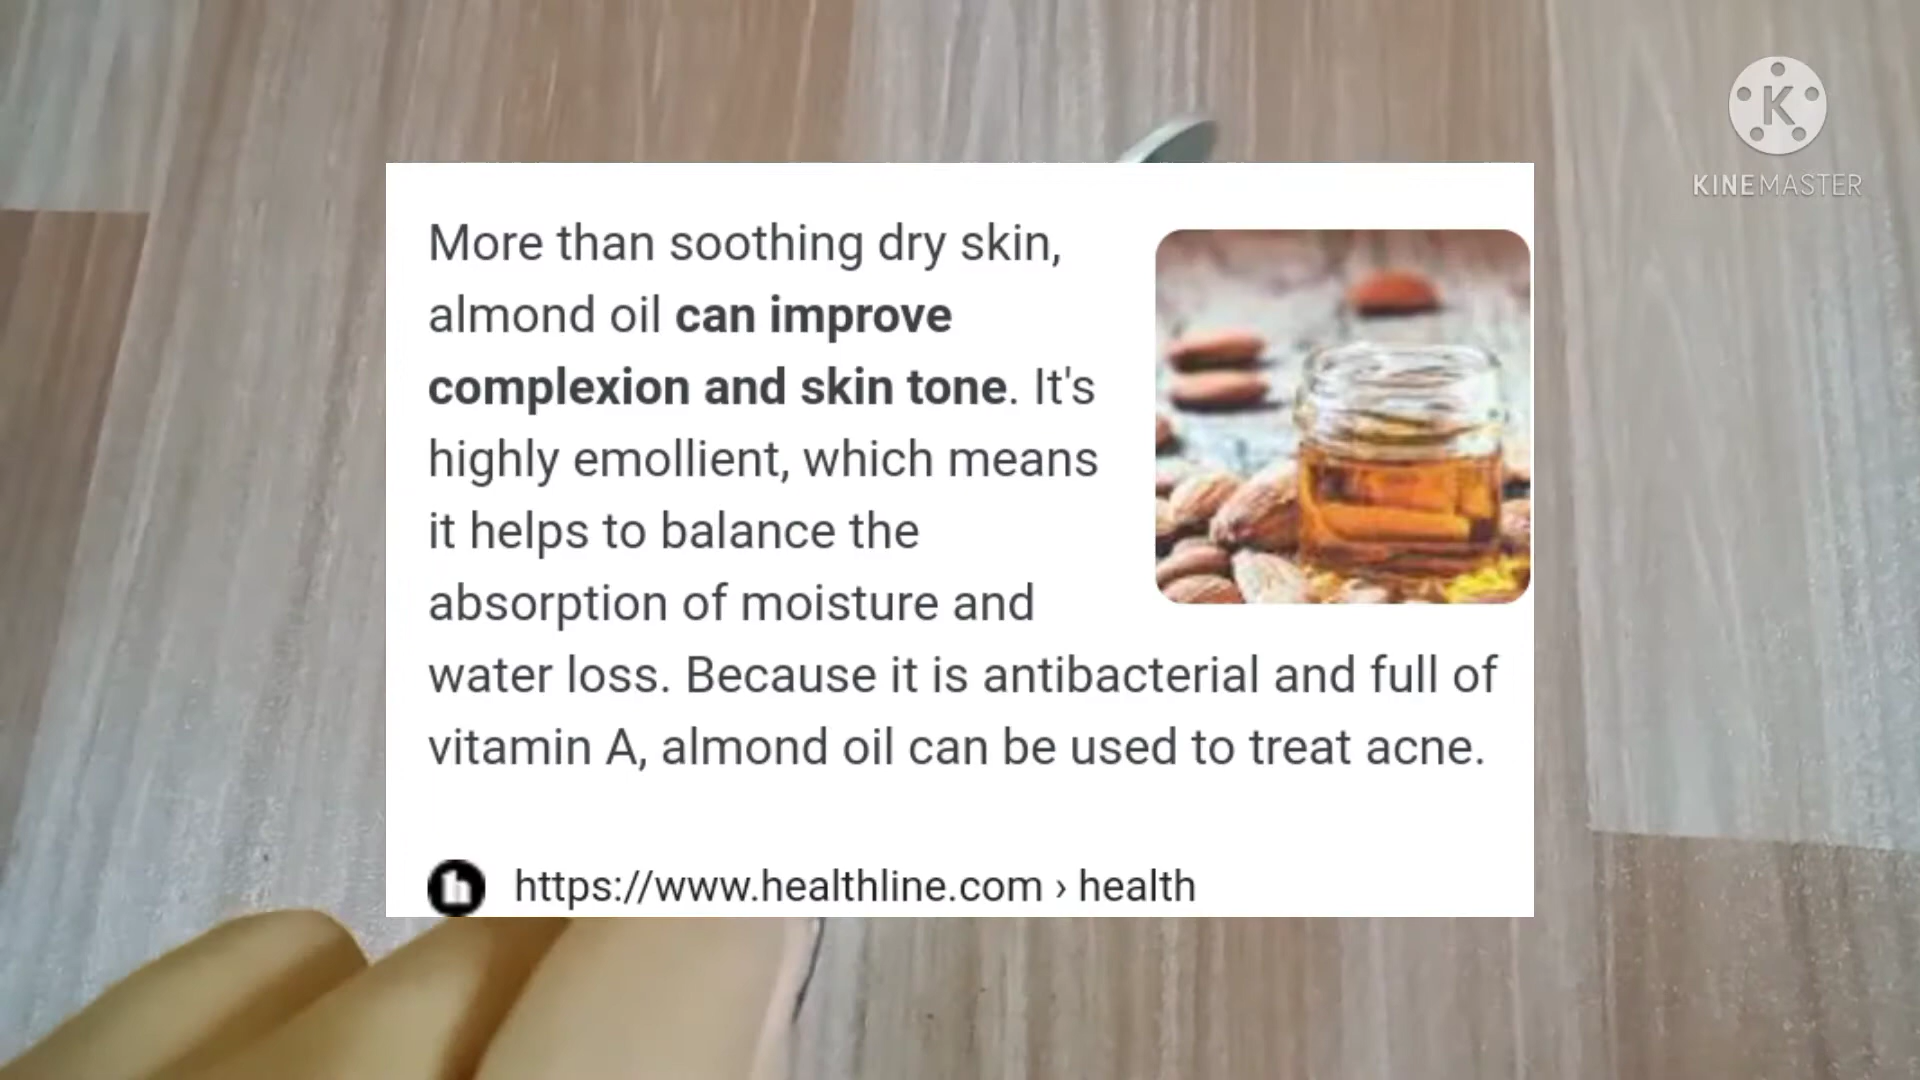 K
KINEMASTER
More than soothing dry skin,
almond oil can improve
complexion and skin tone. It's
highly emollient, which means
it helps to balance the
absorption of moisture and
water loss. Because it is antibacterial and full of
vitamin A, almond oil can be used to treat acne.
h https://www.healthline.com › health